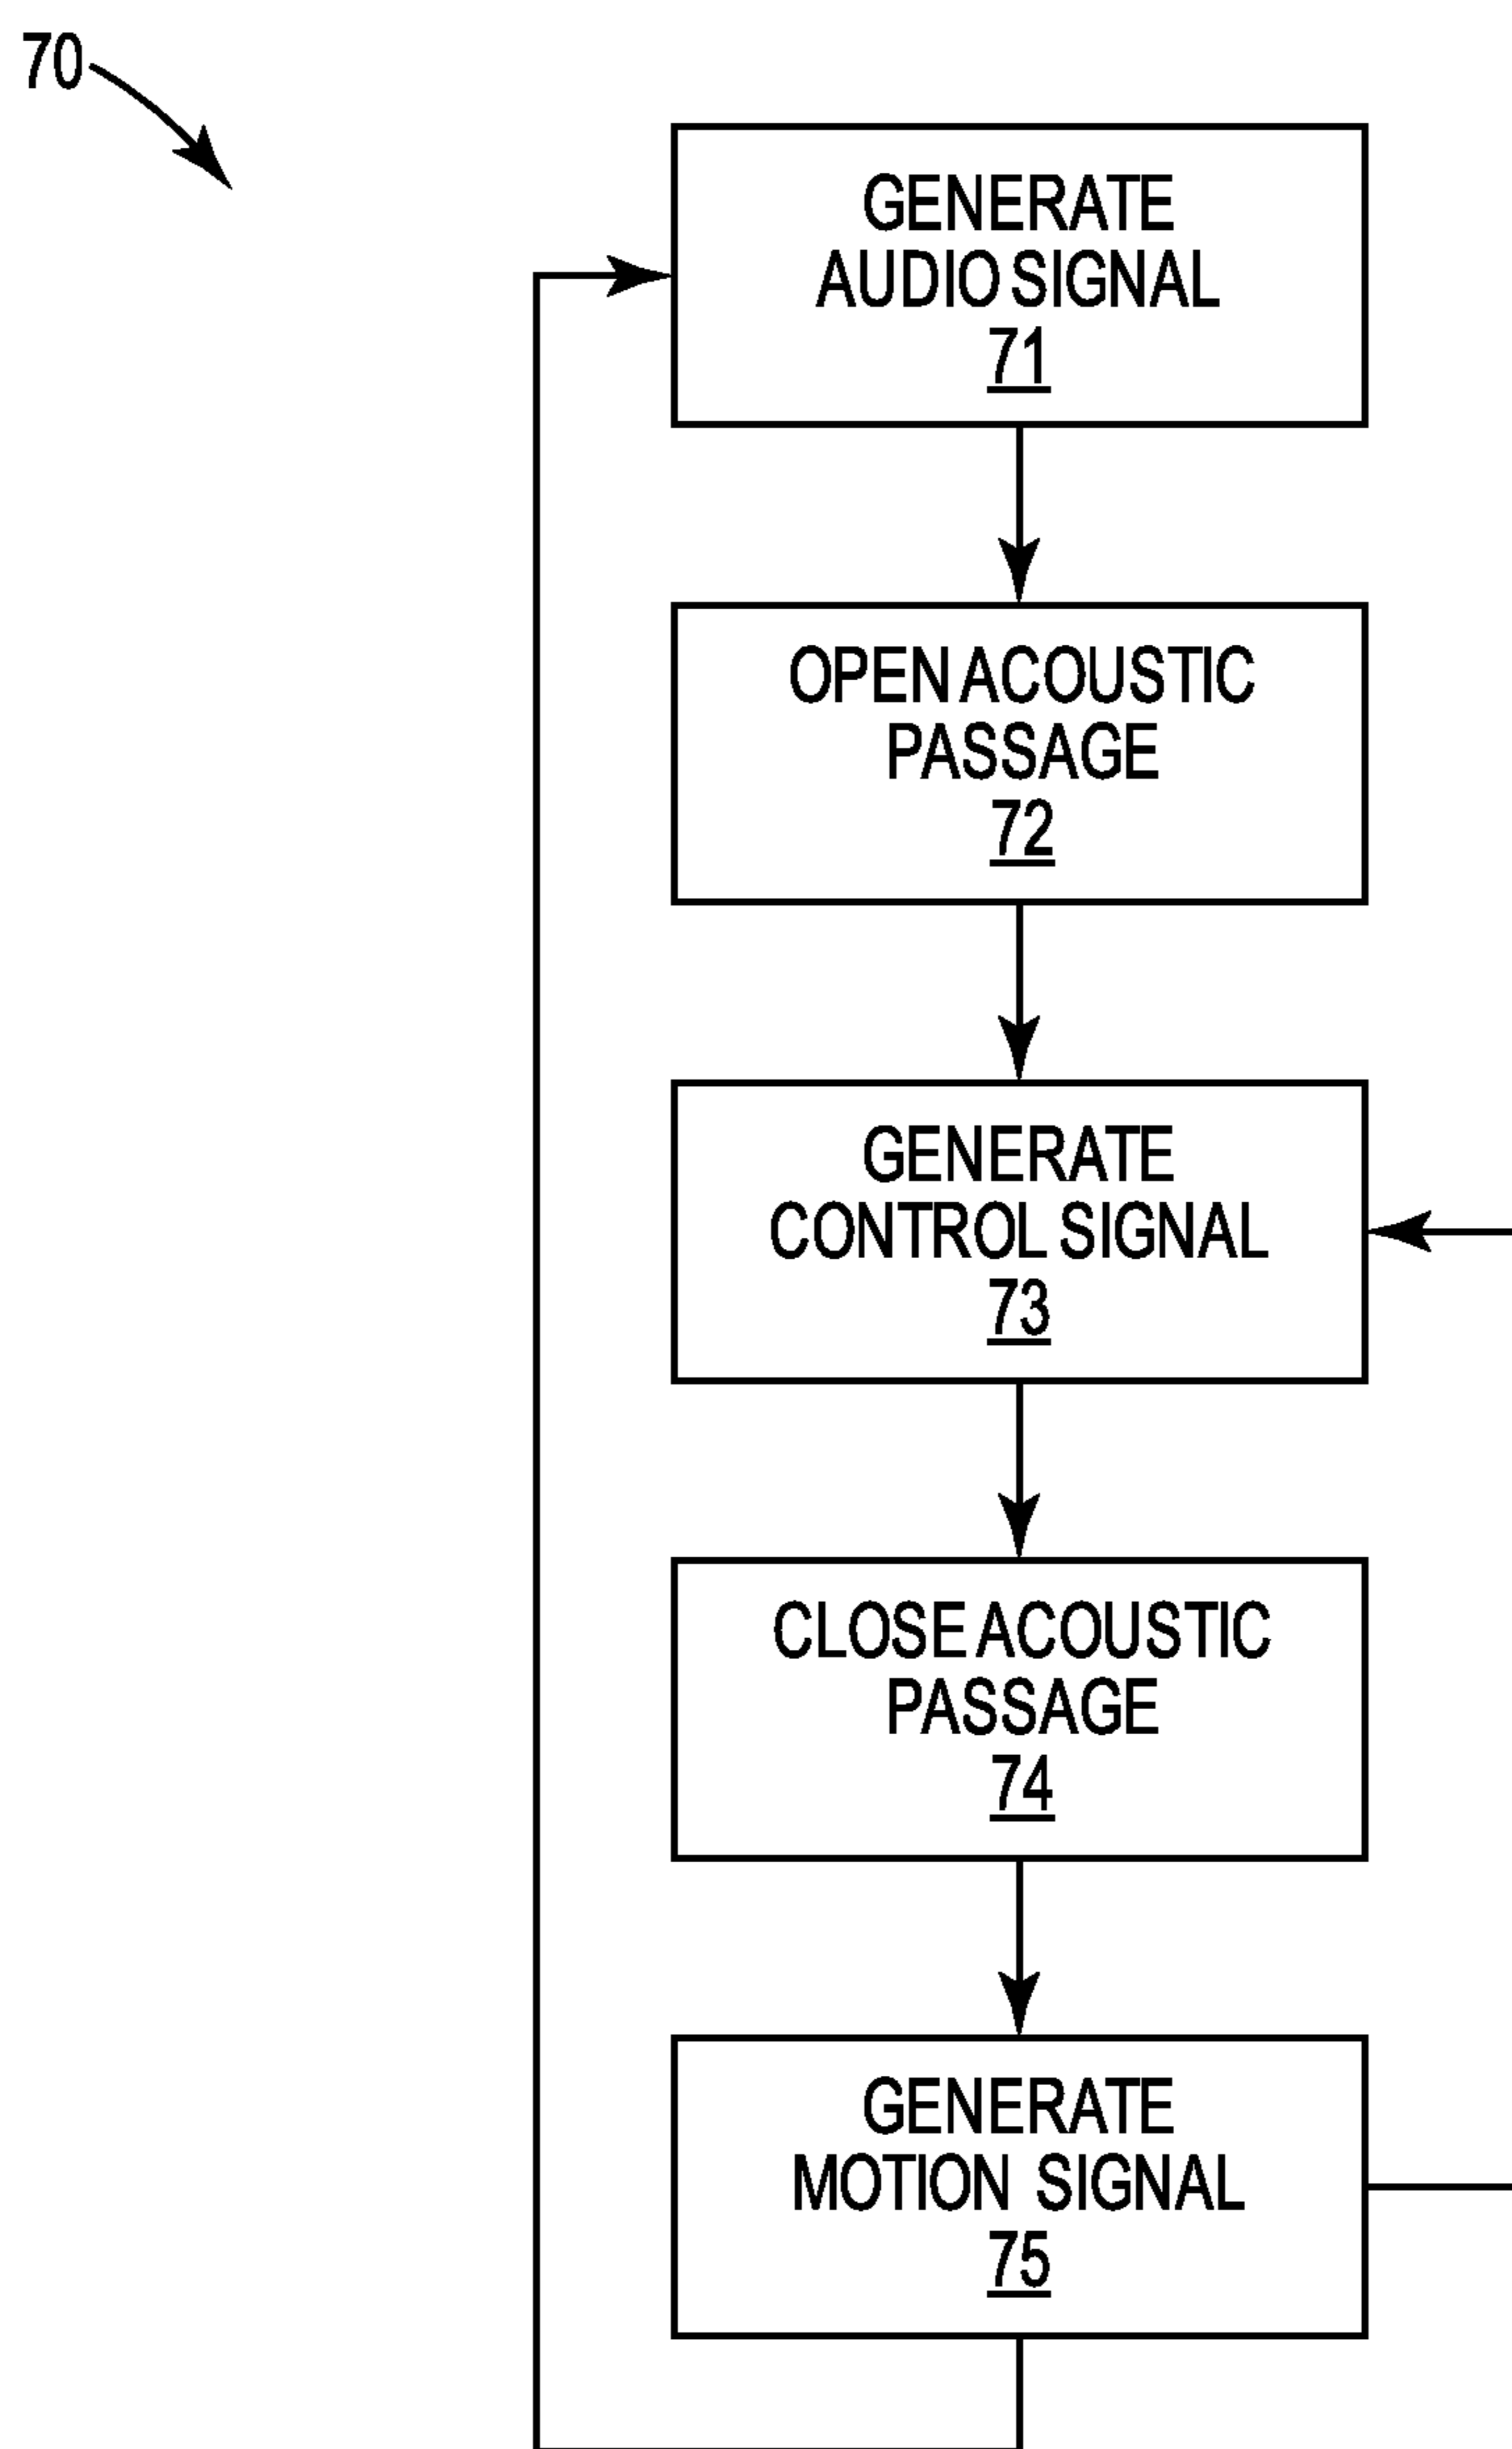 70
GENERATE
AUDIO SIGNAL
71
OPEN ACOUSTIC
PASSAGE
72
GENERATE
CONTROL SIGNAL
73
CLOSE ACOUSTIC
PASSAGE
74
GENERATE
MOTION SIGNAL
75